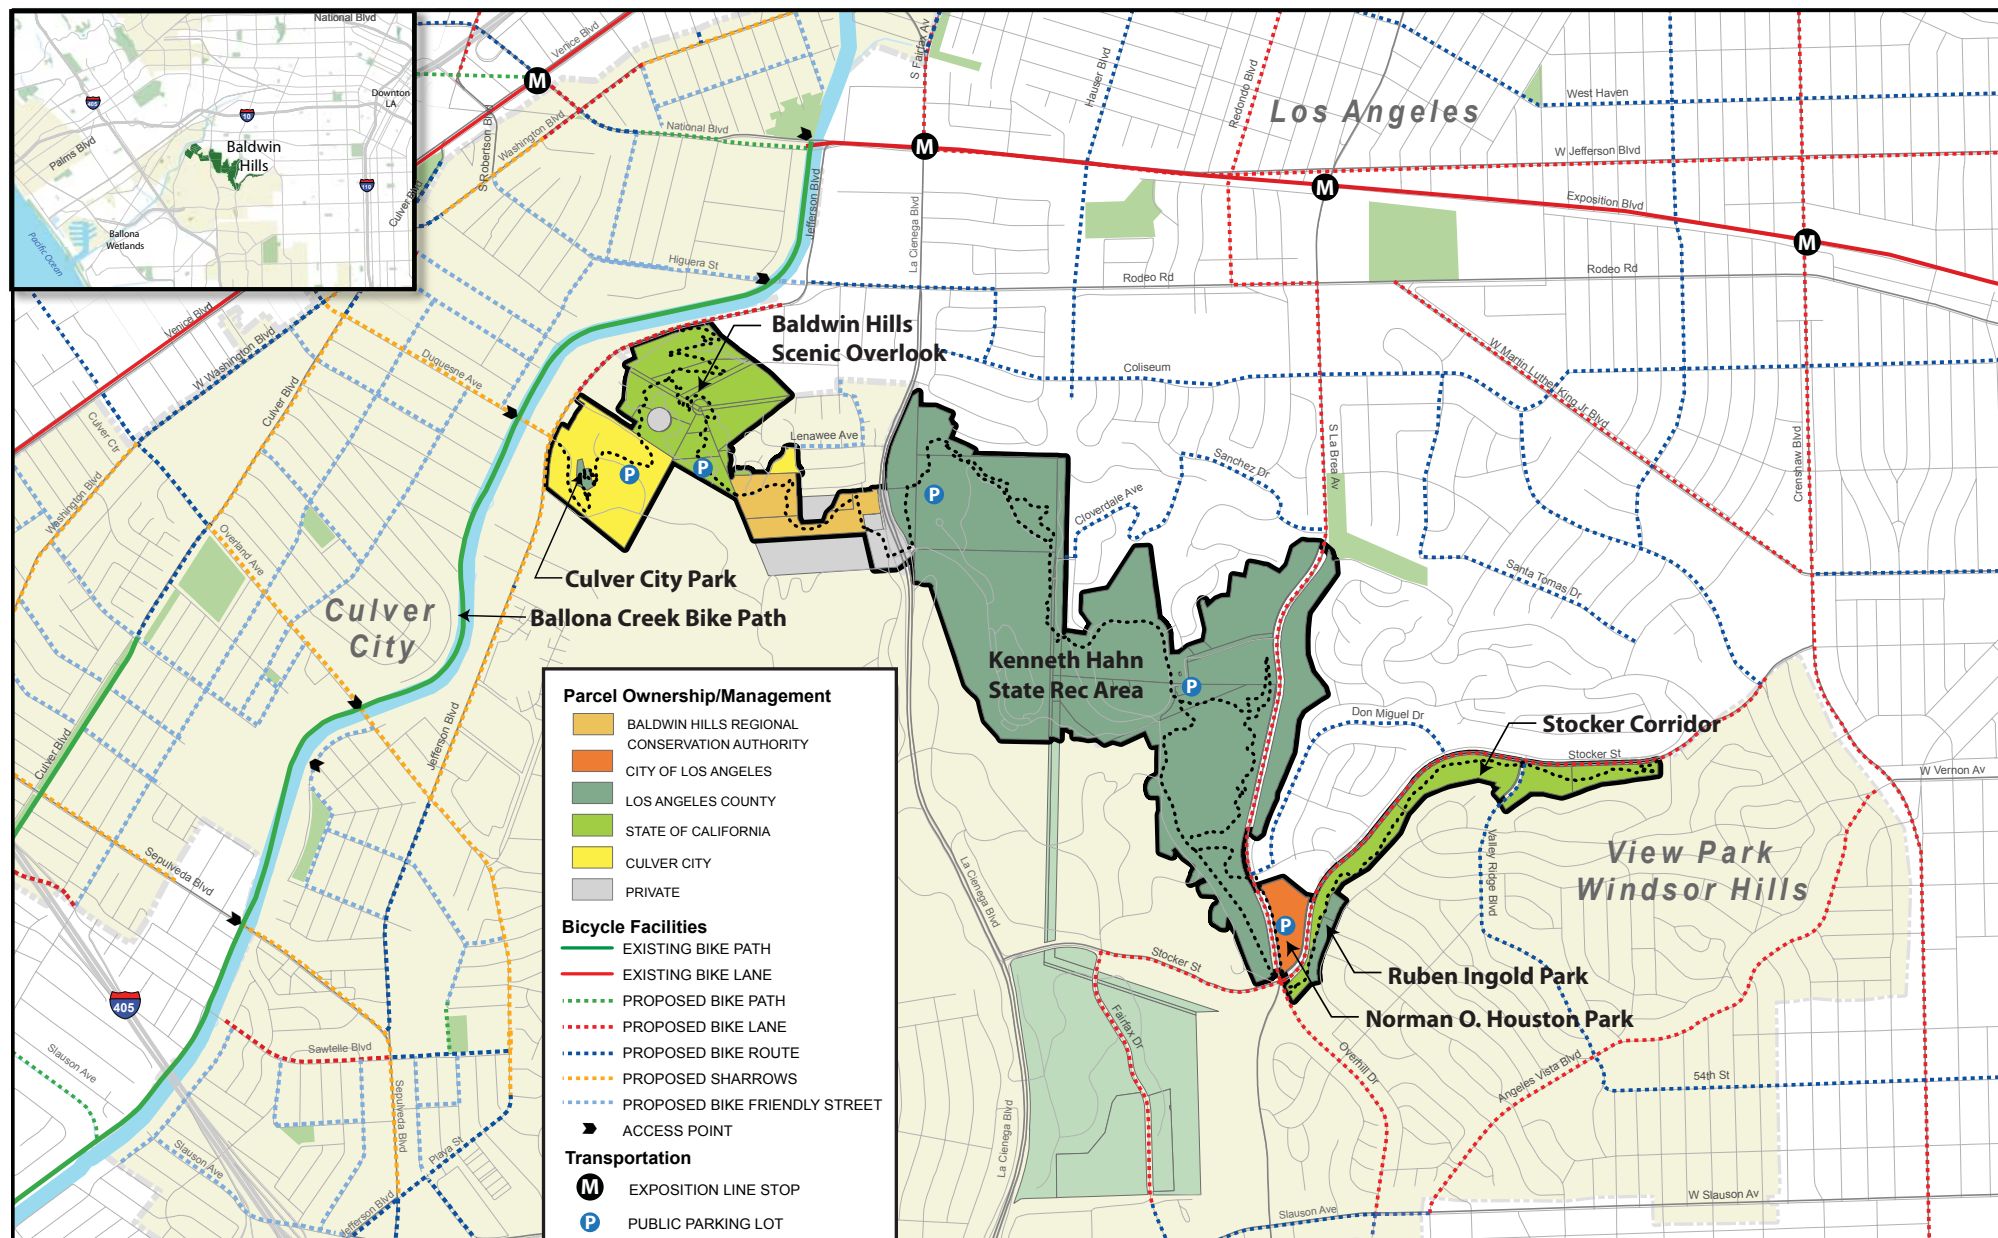 National Blvd
405
10
Downton
LA
Palms Blvd
Baldwin
Hills
110
Ballona
Wetlands
Pacific Ocean
Culver Blvd
Venice Blvd
M
S Robertson Blvd
Washington Blvd
National Blvd
Jefferson Blvd
S Fairfax Av
M
La Cienega Blvd
Hauser Blvd
Redondo Blvd
Los Angeles
West Haven
W Jefferson Blvd
M
Exposition Blvd
M
Higuera St
Rodeo Rd
Rodeo Rd
Venice Blvd
W Washington Blvd
Duquesne Ave
Culver Blvd
Culver Ctr
Washington Blvd
Overland Ave
Baldwin Hills
Scenic Overlook
Coliseum
W Martin Luther King Jr Blvd
Lenawee Ave
P
P
P
Sanchez Dr
S La Brea Av
Crenshaw Blvd
Cloverdale Ave
Santa Tomas Dr
Culver City Park
Ballona Creek Bike Path
Culver
City
Kenneth Hahn
State Rec Area
P
Don Miguel Dr
Stocker Corridor
Stocker St
W Vernon Av
Culver Blvd
Jefferson Blvd
Sepulveda Blvd
La Cienega Blvd
Valley Ridge Blvd
View Park
Windsor Hills
P
Stocker St
Ruben Ingold Park
Norman O. Houston Park
Fairfax Dr
Overhill Dr
Angeles Vista Blvd
54th St
405
Slauson Ave
Sawtelle Blvd
Sepulveda Blvd
Slauson Ave
Playa St
Jefferson Blvd
La Cienega Blvd
Slauson Ave
W Slauson Av
Parcel Ownership/Management
BALDWIN HILLS REGIONAL
CONSERVATION AUTHORITY
CITY OF LOS ANGELES
LOS ANGELES COUNTY
STATE OF CALIFORNIA
CULVER CITY
PRIVATE
Bicycle Facilities
EXISTING BIKE PATH
EXISTING BIKE LANE
PROPOSED BIKE PATH
PROPOSED BIKE LANE
PROPOSED BIKE ROUTE
PROPOSED SHARROWS
PROPOSED BIKE FRIENDLY STREET
ACCESS POINT
Transportation
M EXPOSITION LINE STOP
P PUBLIC PARKING LOT